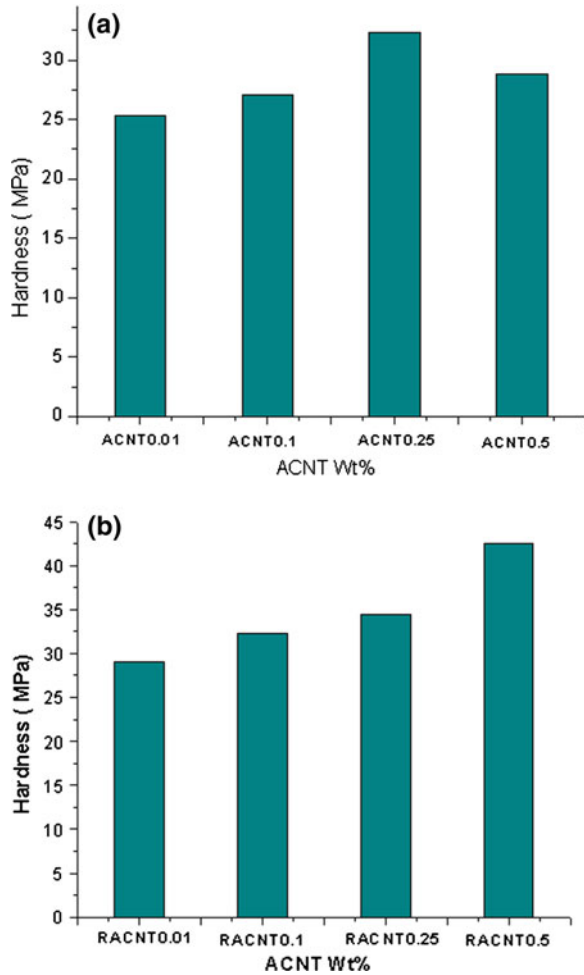 (a)
Hardness ( MPa)
30
25
20
15
10
5
0
ACNT0.01 ACNT0.1 ACNT0.25 ACNT0.5
ACNT Wt%
(b)
Hardness ( MPa)
45
40
35
30
25
20
15
10
5
0
RACNT0.01 RACNT0.1 RACNT0.25 RACNT0.5
ACNT Wt%